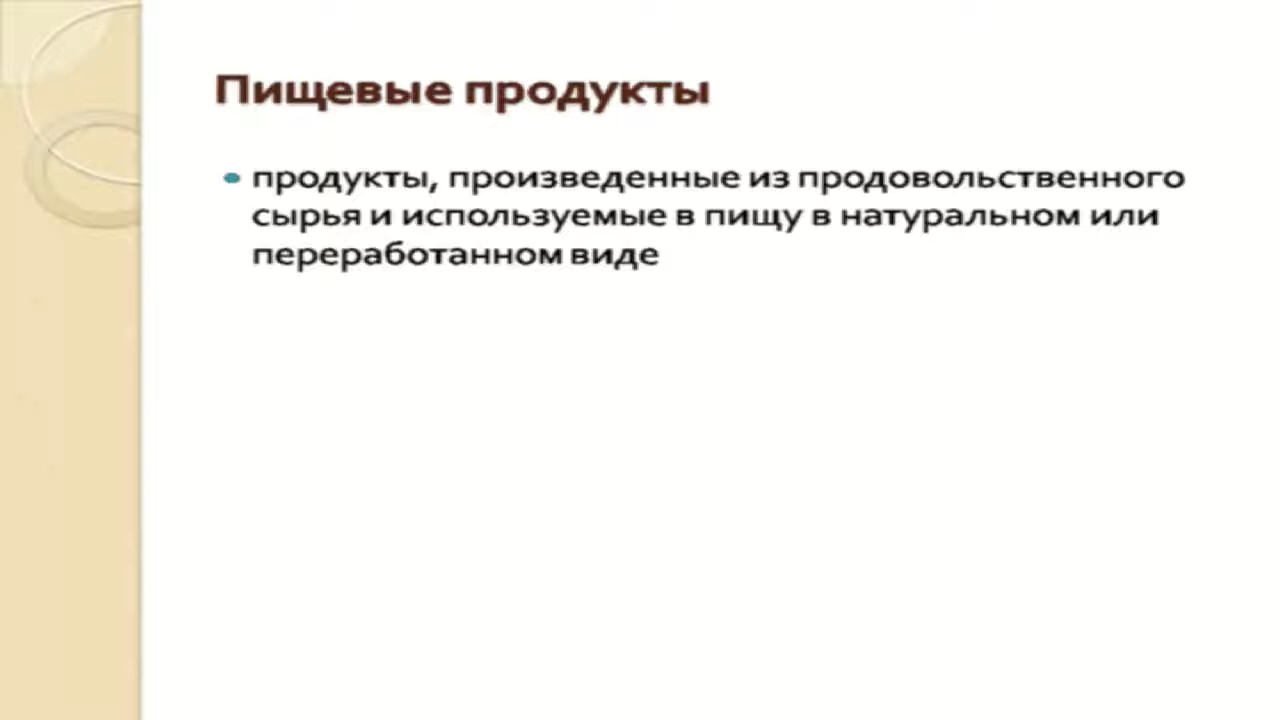 Пищевые продукты
• продукты, произведенные из продовольственного
сырья и используемые в пищу в натуральном или
переработанном виде